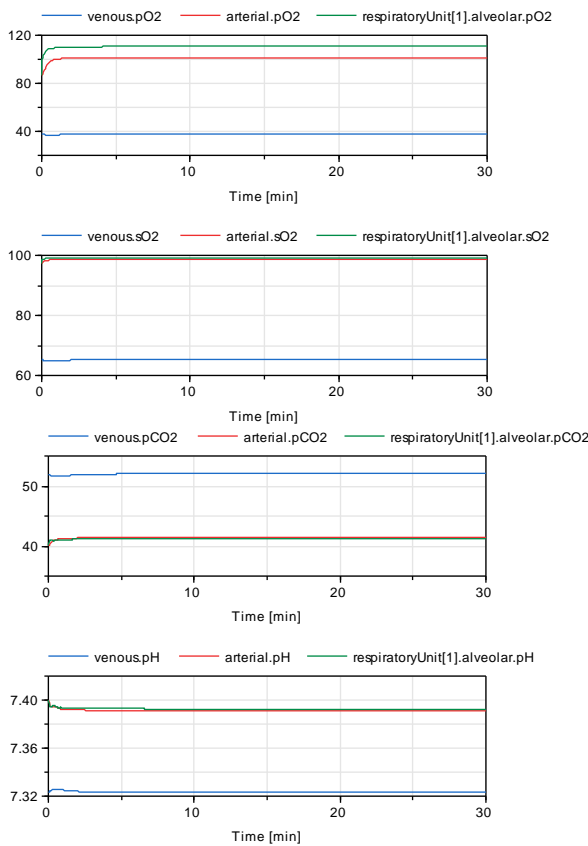 venous.pO2 arterial.pO2 respiratoryUnit[1].alveolar.pO2
120
80
40
0 10 20 30
Time [min]
venous.sO2 arterial.sO2 respiratoryUnit[1].alveolar.sO2
100
80
60
0 10 20 30
Time [min]
venous.pCO2 arterial.pCO2 respiratoryUnit[1].alveolar.pCO2
50
40
0 10 20 30
Time [min]
venous.pH arterial.pH respiratoryUnit[1].alveolar.pH
7.40
7.36
7.32
0 10 20 30
Time [min]